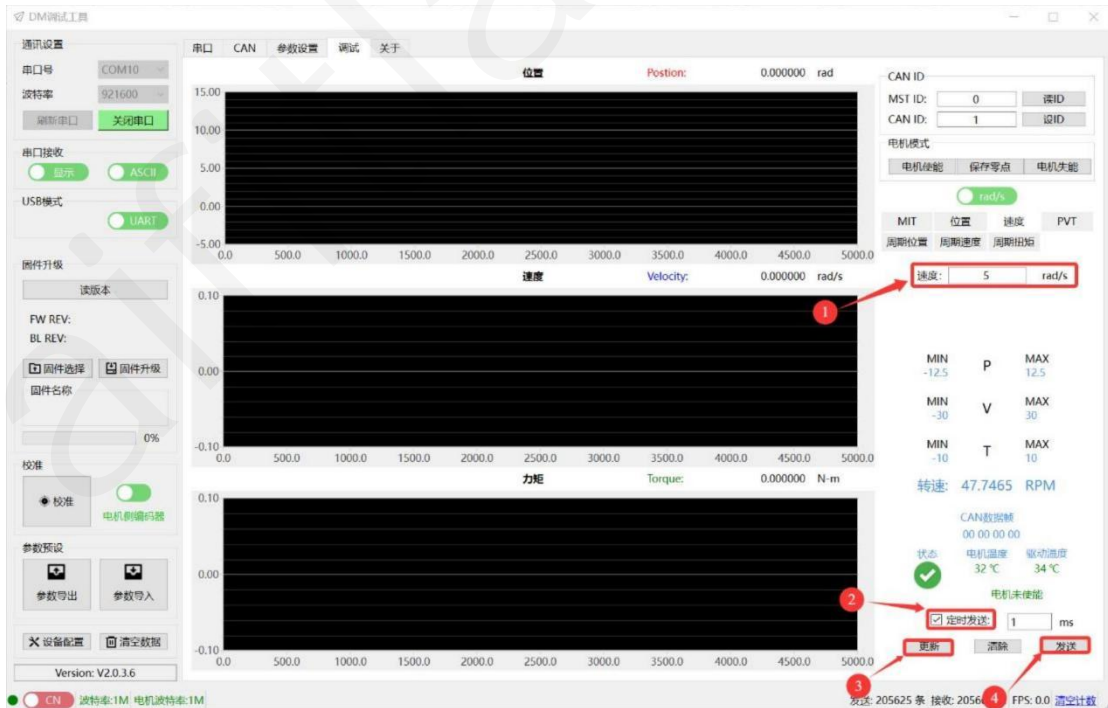 DM调试工具
通讯设置
串口号 COM10
波特率 921600
刷新串口 关闭串口
串口接收
显示 ASCII
USB模式
UART
固件升级
读版本
FW REV:
BL REV:
固件选择 固件升级
固件名称
0%
校准
校准
电机侧编码器
参数预设
参数导出 参数导入
设备配置 清空数据
Version: V2.0.3.6
CN 波特率:1M 电机波特率:1M
串口 CAN 参数设置 调试 关于
位置 Postion: 0.000000 rad
15.00
10.00
5.00
0.00
-5.00
0.0 500.0 1000.0 1500.0 2000.0 2500.0 3000.0 3500.0 4000.0 4500.0 5000.0
速度 Velocity: 0.000000 rad/s
0.10
0.00
-0.10
0.0 500.0 1000.0 1500.0 2000.0 2500.0 3000.0 3500.0 4000.0 4500.0 5000.0
力矩 Torque: 0.000000 N-m
0.10
0.00
-0.10
0.0 500.0 1000.0 1500.0 2000.0 2500.0 3000.0 3500.0 4000.0 4500.0 5000.0
CAN ID
MST ID: 0 读ID
CAN ID: 1 设ID
电机模式
电机使能 保存零点 电机失能
rad/s
MIT 位置 速度 PVT
周期位置 周期速度 周期扭矩
速度: 5 rad/s
1
MIN P MAX
-12.5 12.5
MIN V MAX
-30 30
MIN T MAX
-10 10
转速: 47.7465 RPM
CAN数据帧
00 00 00 00
状态 电机温度 驱动温度
32 ℃ 34 ℃
电机未使能
2
定时发送: 1 ms
更新 清除 发送
3
4
发送: 205625 条 接收: FPS: 0.0 清空计数